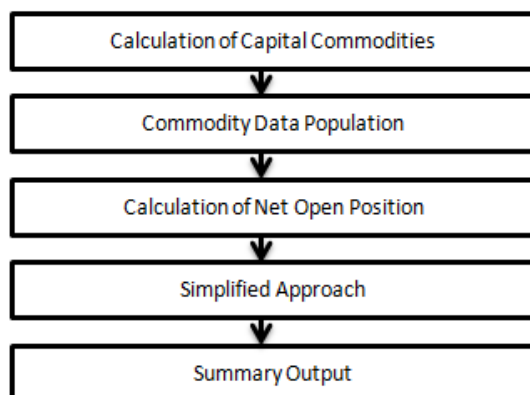 Calculation of Capital Commodities
Commodity Data Population
Calculation of Net Open Position
Simplified Approach
Summary Output